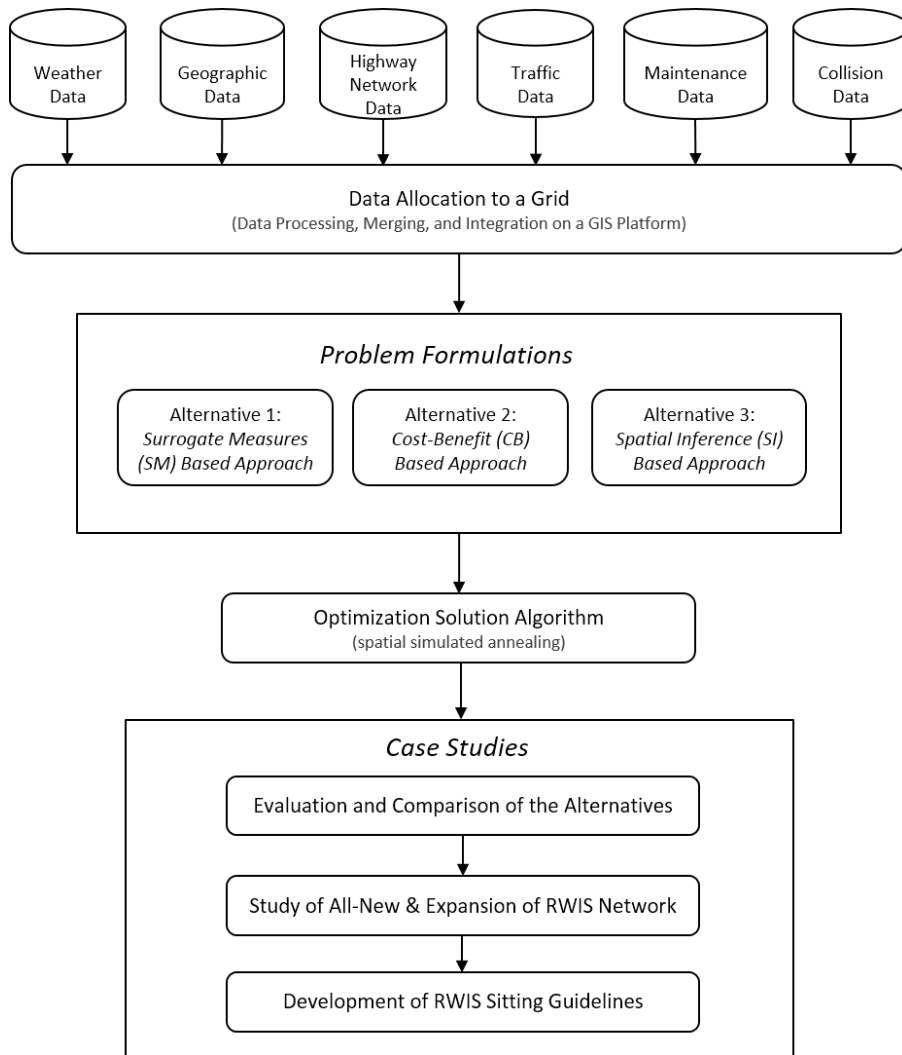 Weather
Data
Geographic
Data
Highway
Network
Data
Traffic
Data
Maintenance
Data
Collision
Data
Data Allocation to a Grid
(Data Processing, Merging, and Integration on a GIS Platform)
Problem Formulations
Alternative 1:
Surrogate Measures
(SM) Based Approach
Alternative 2:
Cost-Benefit (CB)
Based Approach
Alternative 3:
Spatial Inference (SI)
Based Approach
Optimization Solution Algorithm
(spatial simulated annealing)
Case Studies
Evaluation and Comparison of the Alternatives
Study of All-New & Expansion of RWIS Network
Development of RWIS Sitting Guidelines